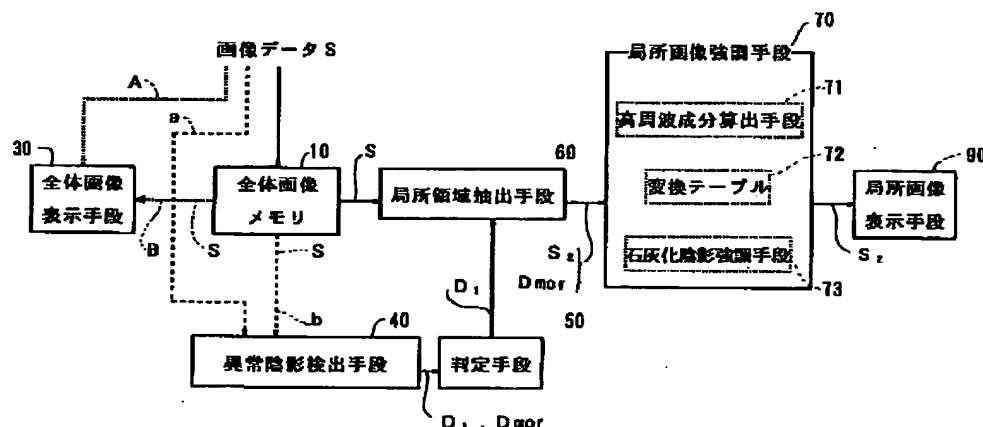 画像データS
A
a
30
全体画像
表示手段
B
S
10
全体画像
メモリ
S
S
b
60
局所領域抽出手段
D₁
50
40
異常陰影検出手段
判定手段
D₁, Dmor
S₂
Dmor
70
局所画像強調手段
71
高周波成分算出手段
72
変換テーブル
石灰化陰影強調手段
73
90
局所画像
表示手段
S₂